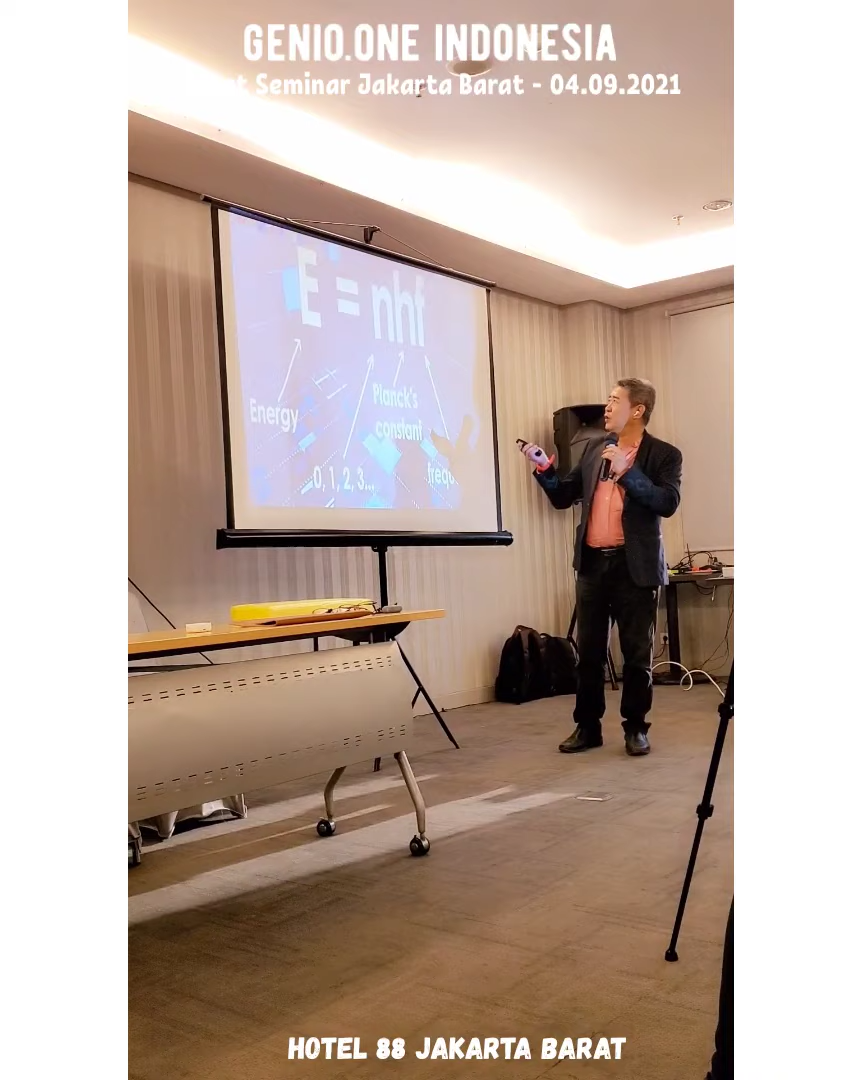 GENIO.ONE INDONESIA
Seminar Jakarta Barat - 04.09.2021
E = nhf
Planck's
Energy
constant
0, 1, 2, 3...
HOTEL 88 JAKARTA BARAT